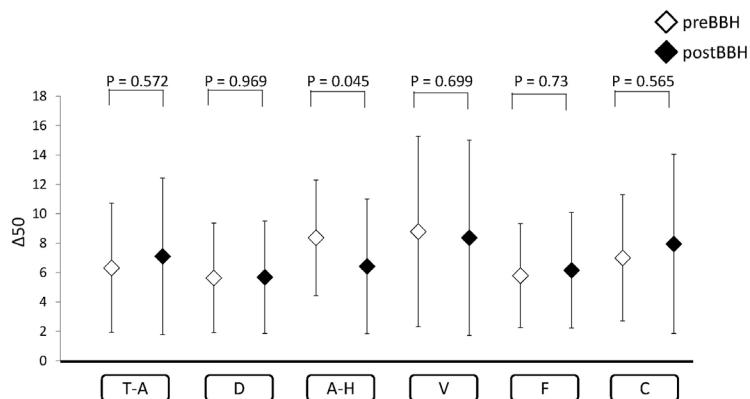 preBBH
postBBH
P = 0.572 P = 0.969 P = 0.045 P = 0.699 P = 0.73 P = 0.565
18
16
14
12
10
8
6
4
2
0
Δ50
T-A D A-H V F C